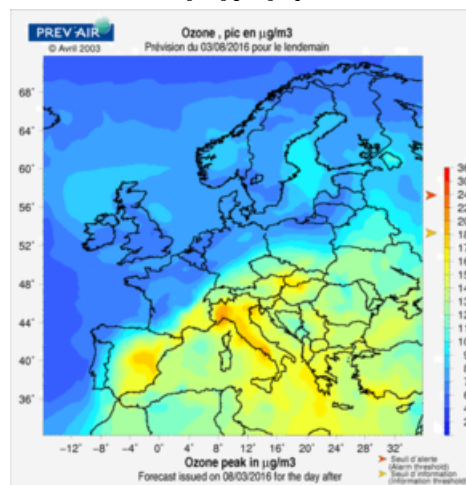 PREV'AIR
© Avril 2003
Ozone , pic en µg/m3
Prévision du 03/08/2016 pour le lendemain
68°
64°
60°
56°
52°
48°
44°
40°
36°
−12° −8° −4° 0° 4° 8° 12° 16° 20° 24° 28° 32°
Ozone peak in µg/m3
Forecast issued on 08/03/2016 for the day after
Seuil d'alerte
(Alarm threshold)
Seuil d'information
(Information threshold)